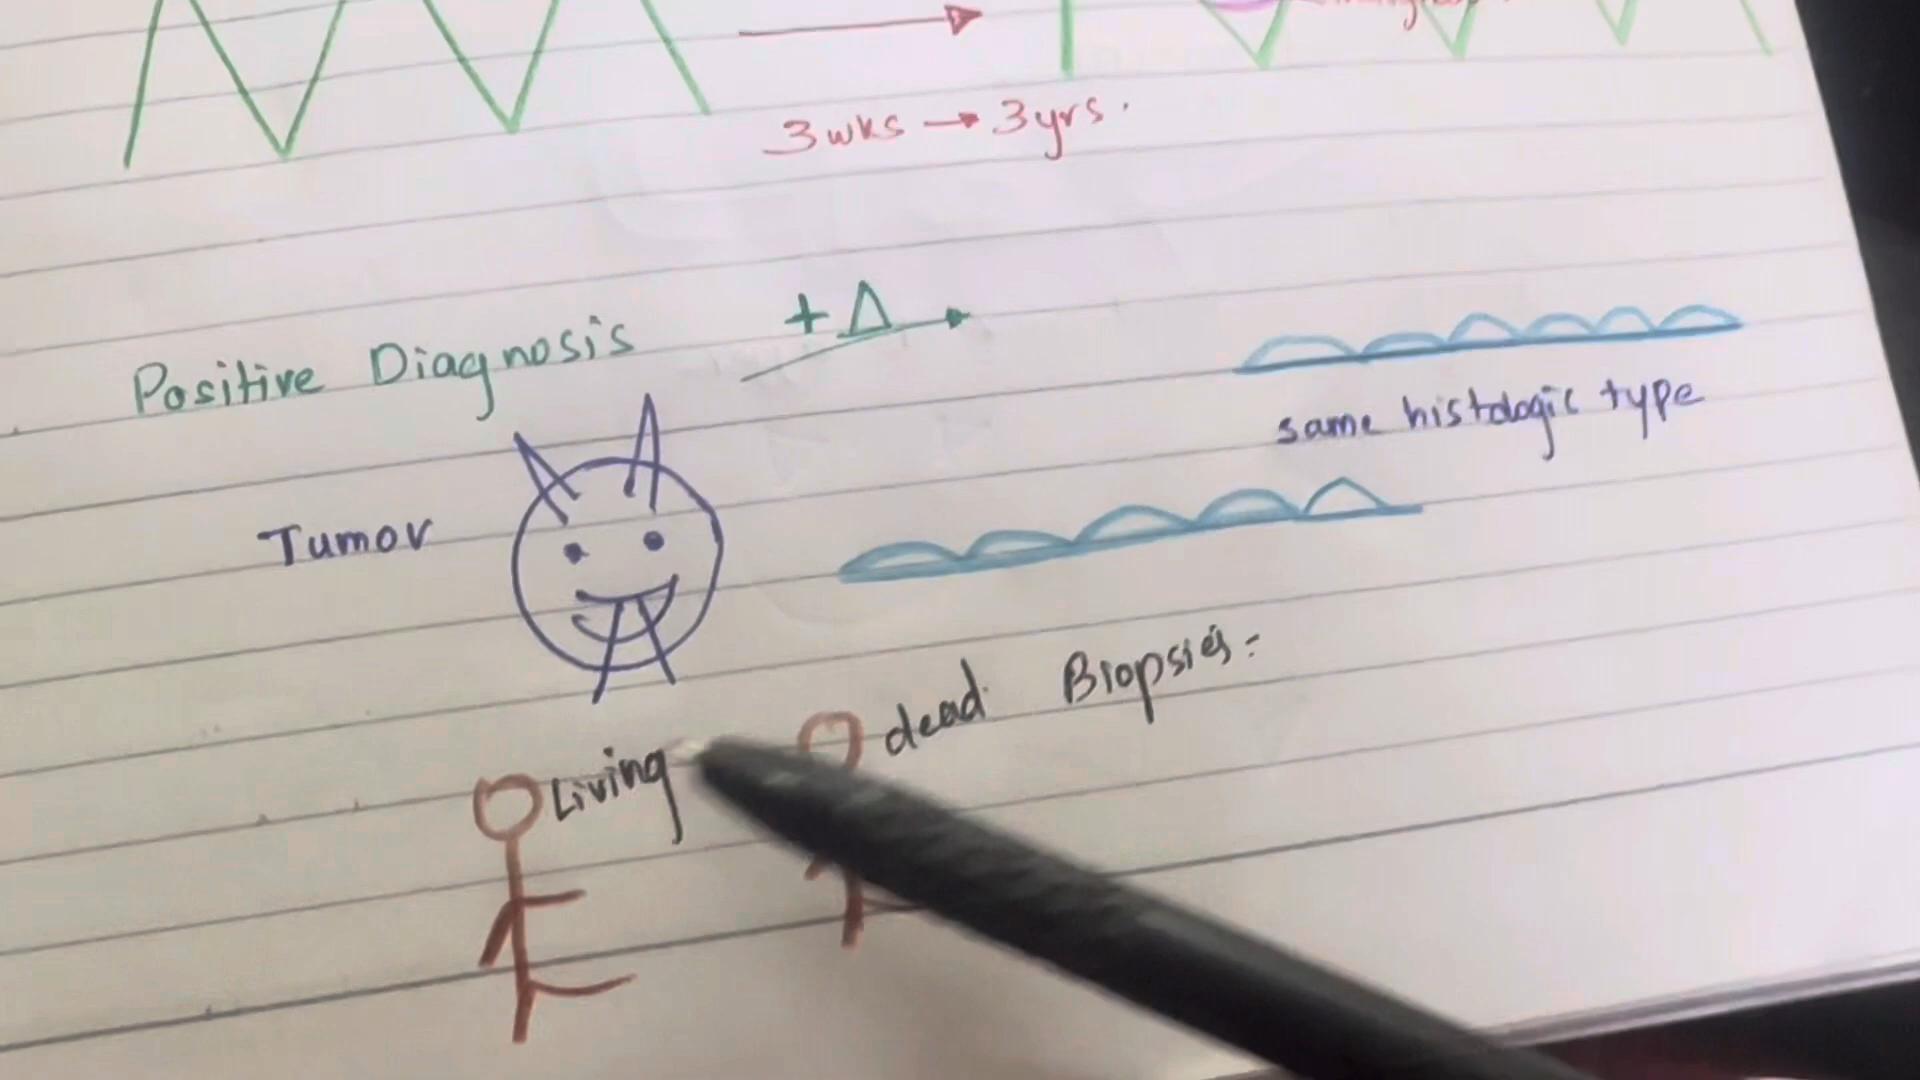 3wks → 3yrs.
Positive Diagnosis + Δ
same histologic type
Tumor
Living dead Biopsies: